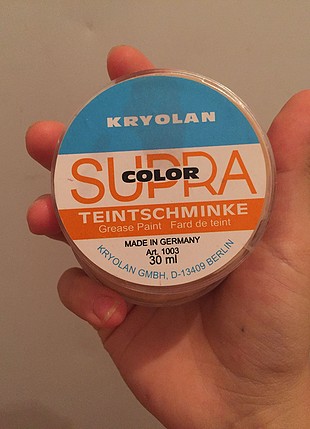 KRYOLAN
SUPRA
COLOR
TEINTSCHMINKE
Grease Paint Fard de teint
MADE IN GERMANY
Art. 1003
30 ml
KRYOLAN GMBH, D-13409 BERLIN